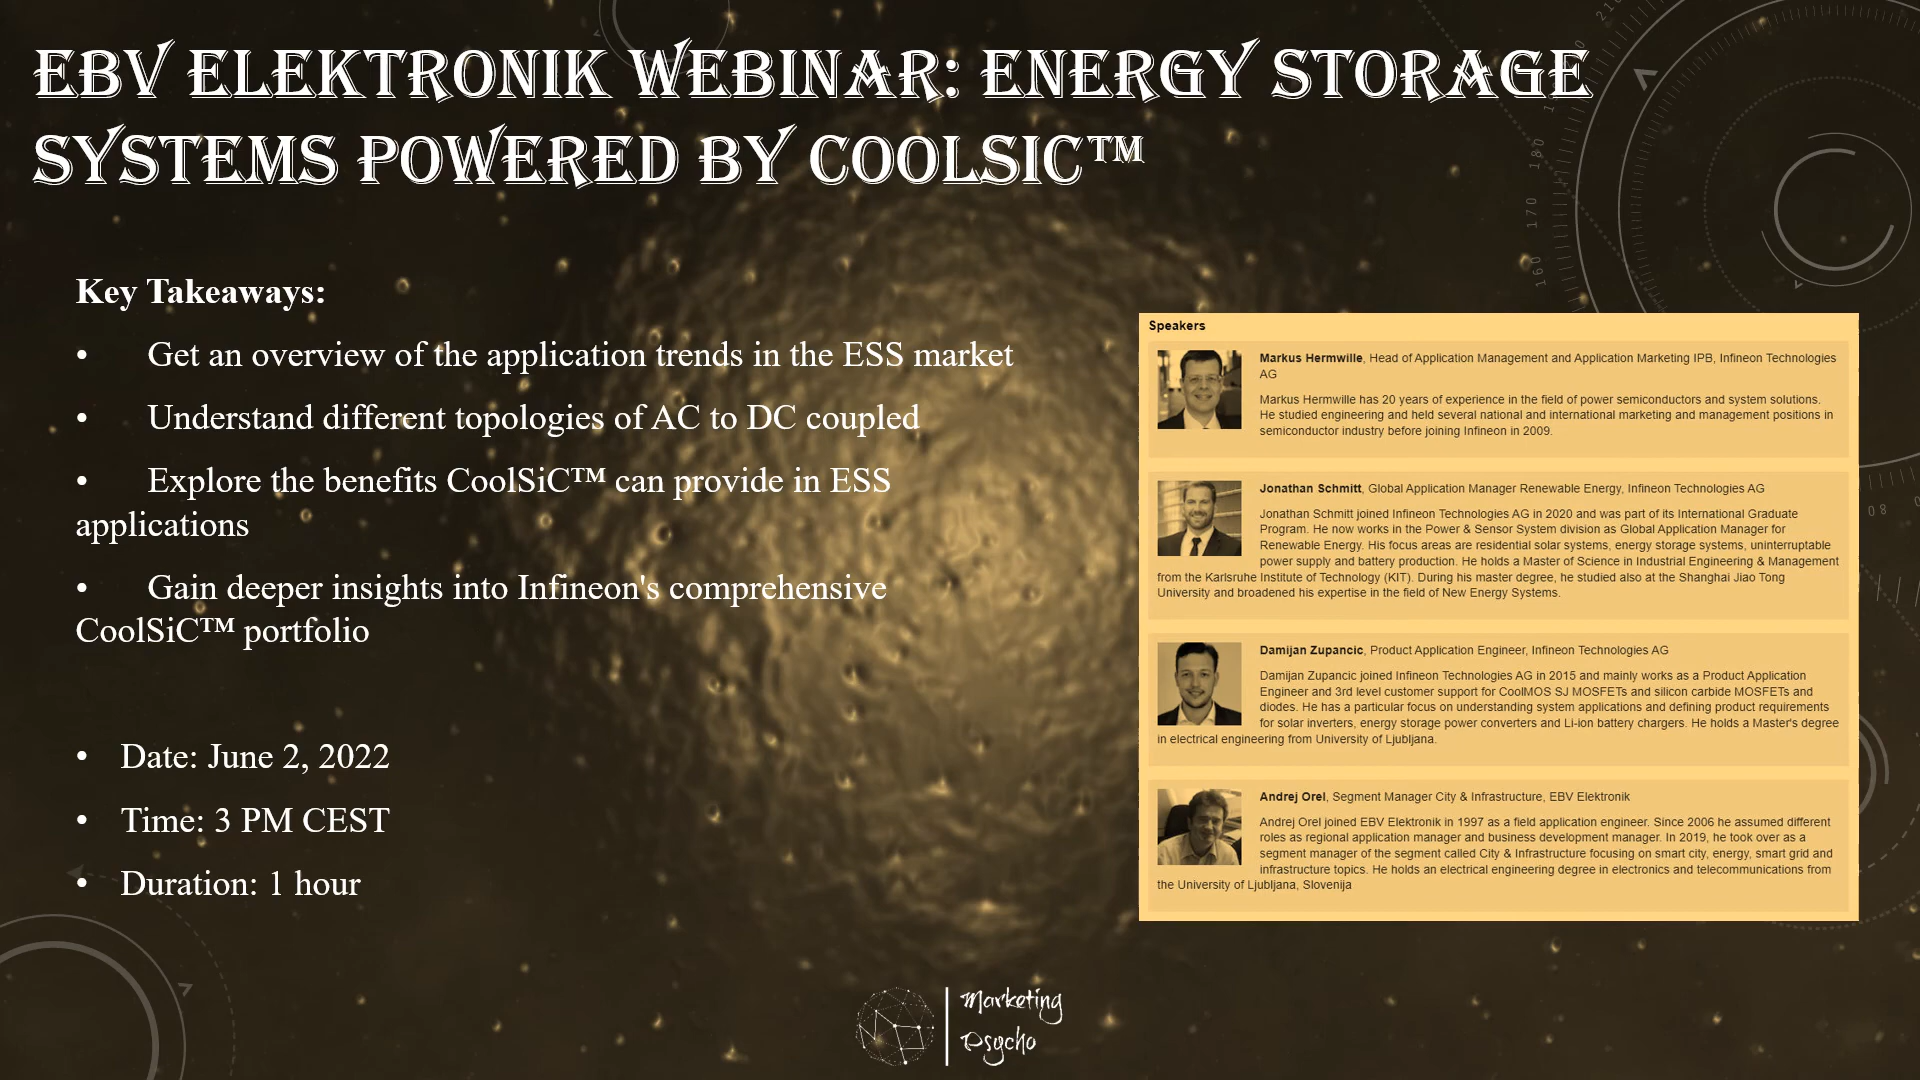 EBV ELEKTRONIK WEBINAR: ENERGY STORAGE
SYSTEMS POWERED BY COOLSIC™
Key Takeaways:
• Get an overview of the application trends in the ESS market
• Understand different topologies of AC to DC coupled
• Explore the benefits CoolSiC™ can provide in ESS
applications
• Gain deeper insights into Infineon's comprehensive
CoolSiC™ portfolio
• Date: June 2, 2022
• Time: 3 PM CEST
• Duration: 1 hour
Speakers
Markus Hermwille, Head of Application Management and Application Marketing IPB, Infineon Technologies
AG
Markus Hermwille has 20 years of experience in the field of power semiconductors and system solutions.
He studied engineering and held several national and international marketing and management positions in
semiconductor industry before joining Infineon in 2009.
Jonathan Schmitt, Global Application Manager Renewable Energy, Infineon Technologies AG
Jonathan Schmitt joined Infineon Technologies AG in 2020 and was part of its International Graduate
Program. He now works in the Power & Sensor System division as Global Application Manager for
Renewable Energy. His focus areas are residential solar systems, energy storage systems, uninterruptable
power supply and battery production. He holds a Master of Science in Industrial Engineering & Management
from the Karlsruhe Institute of Technology (KIT). During his master degree, he studied also at the Shanghai Jiao Tong
University and broadened his expertise in the field of New Energy Systems.
Damijan Zupancic, Product Application Engineer, Infineon Technologies AG
Damijan Zupancic joined Infineon Technologies AG in 2015 and mainly works as a Product Application
Engineer and 3rd level customer support for CoolMOS SJ MOSFETs and silicon carbide MOSFETs and
diodes. He has a particular focus on understanding system applications and defining product requirements
for solar inverters, energy storage power converters and Li-ion battery chargers. He holds a Master's degree
in electrical engineering from University of Ljubljana.
Andrej Orel, Segment Manager City & Infrastructure, EBV Elektronik
Andrej Orel joined EBV Elektronik in 1997 as a field application engineer. Since 2006 he assumed different
roles as regional application manager and business development manager. In 2019, he took over as a
segment manager of the segment called City & Infrastructure focusing on smart city, energy, smart grid and
infrastructure topics. He holds an electrical engineering degree in electronics and telecommunications from
the University of Ljubljana, Slovenija
Marketing
Psycho
180
170
160